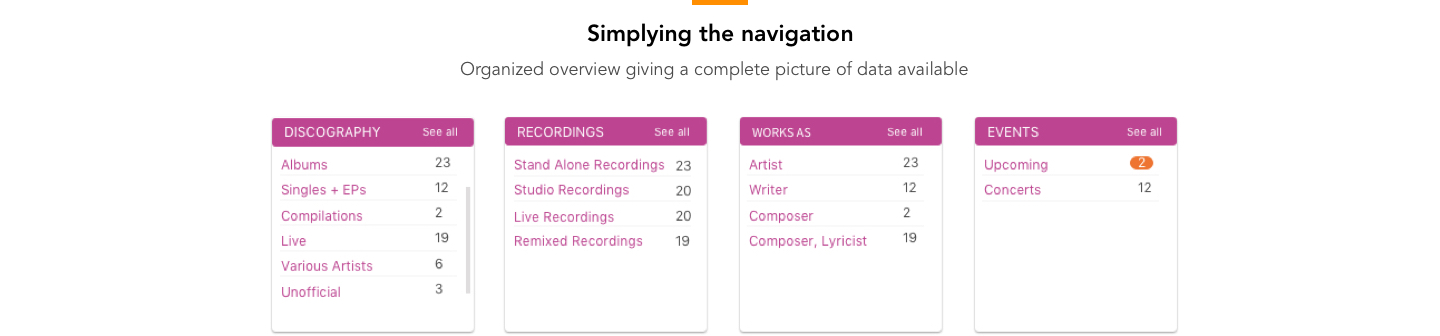 Simplying the navigation
Organized overview giving a complete picture of data available
DISCOGRAPHY See all
Albums 23
Singles + EPs 12
Compilations 2
Live 19
Various Artists 6
Unofficial 3
RECORDINGS See all
Stand Alone Recordings 23
Studio Recordings 20
Live Recordings 20
Remixed Recordings 19
WORKS AS See all
Artist 23
Writer 12
Composer 2
Composer, Lyricist 19
EVENTS See all
Upcoming 2
Concerts 12